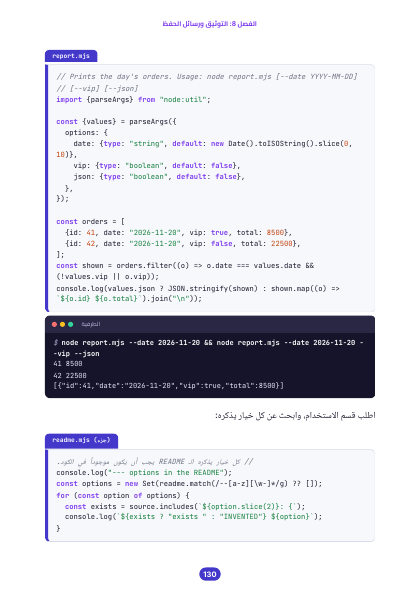 الفصل 8: التوثيق ورسائل الحفظ
report.mjs
// Prints the day's orders. Usage: node report.mjs [--date YYYY-MM-DD]
// [--vip] [--json]
import {parseArgs} from "node:util";
const {values} = parseArgs({
options: {
date: {type: "string", default: new Date().toISOString().slice(0,
10)},
vip: {type: "boolean", default: false},
json: {type: "boolean", default: false},
},
});
const orders = [
{id: 41, date: "2026-11-20", vip: true, total: 8500},
{id: 42, date: "2026-11-20", vip: false, total: 22500},
];
const shown = orders.filter((o) => o.date === values.date &&
(!values.vip || o.vip));
console.log(values.json ? JSON.stringify(shown) : shown.map((o) =>
`${o.id} ${o.total}`).join("\n"));
الطرفية
$ node report.mjs --date 2026-11-20 && node report.mjs --date 2026-11-20 -
-vip --json
41 8500
42 22500
[{"id":41,"date":"2026-11-20","vip":true,"total":8500}]
اطلب قسم الاستخدام، وابحث عن كل خيار يذكره:
readme.mjs (جزء)
// كل خيار يذكره الـ README يجب أن يكون موجوداً في الكود.
console.log("--- options in the README");
const options = new Set(readme.match(/--[a-z][\w-]*/g) ?? []);
for (const option of options) {
const exists = source.includes(`${option.slice(2)}: {`);
console.log(`${exists ? "exists  " : "INVENTED"} ${option}`);
}
130